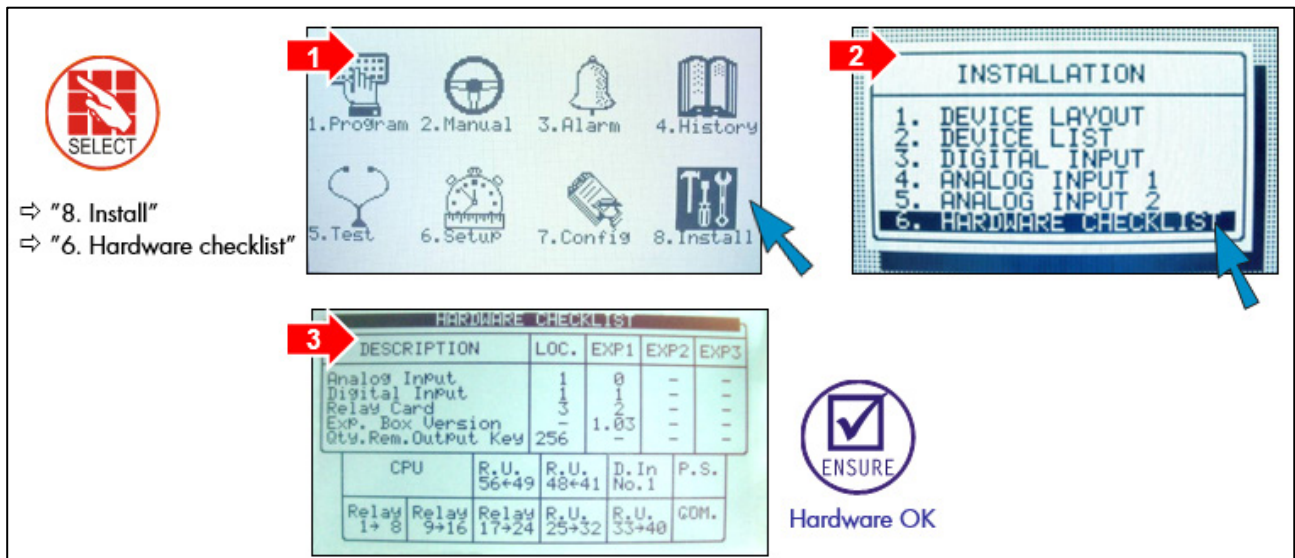 SELECT
⇨ "8. Install"
⇨ "6. Hardware checklist"
1
1.Program 2.Manual 3.Alarm 4.History
5.Test 6.Setup 7.Config 8.Install
2
INSTALLATION
1. DEVICE LAYOUT
2. DEVICE LIST
3. DIGITAL INPUT
4. ANALOG INPUT 1
5. ANALOG INPUT 2
6. HARDWARE CHECKLIST
3
HARDWARE CHECKLIST
DESCRIPTION LOC. EXP1 EXP2 EXP3
Analog Input 1 0 - -
Digital Input 1 1 - -
Relay Card 3 2 - -
Exp. Box Version - 1.03 - -
Qty.Rem.Output Key 256 - - -
CPU R.U. R.U. D.In P.S.
56←49 48←41 No.1
Relay Relay Relay R.U. R.U. COM.
1→ 8 9→16 17→24 25→32 33→40
ENSURE
Hardware OK